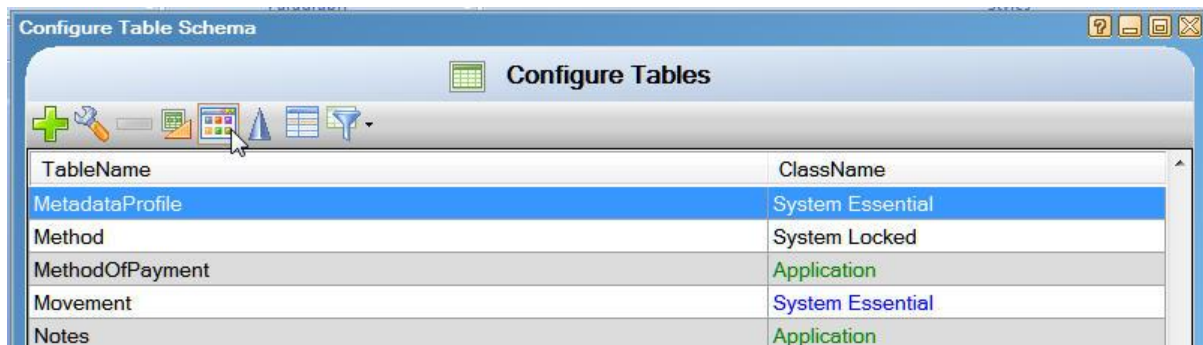 Configure Table Schema
Configure Tables
TableName ClassName
MetadataProfile System Essential
Method System Locked
MethodOfPayment Application
Movement System Essential
Notes Application